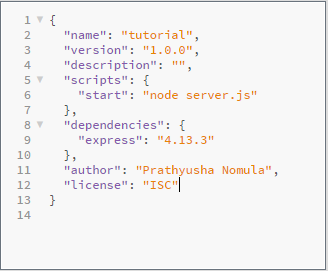 1 {
2 "name": "tutorial",
3 "version": "1.0.0",
4 "description": "",
5 "scripts": {
6 "start": "node server.js"
7 },
8 "dependencies": {
9 "express": "4.13.3"
10 },
11 "author": "Prathyusha Nomula",
12 "license": "ISC"
13 }
14